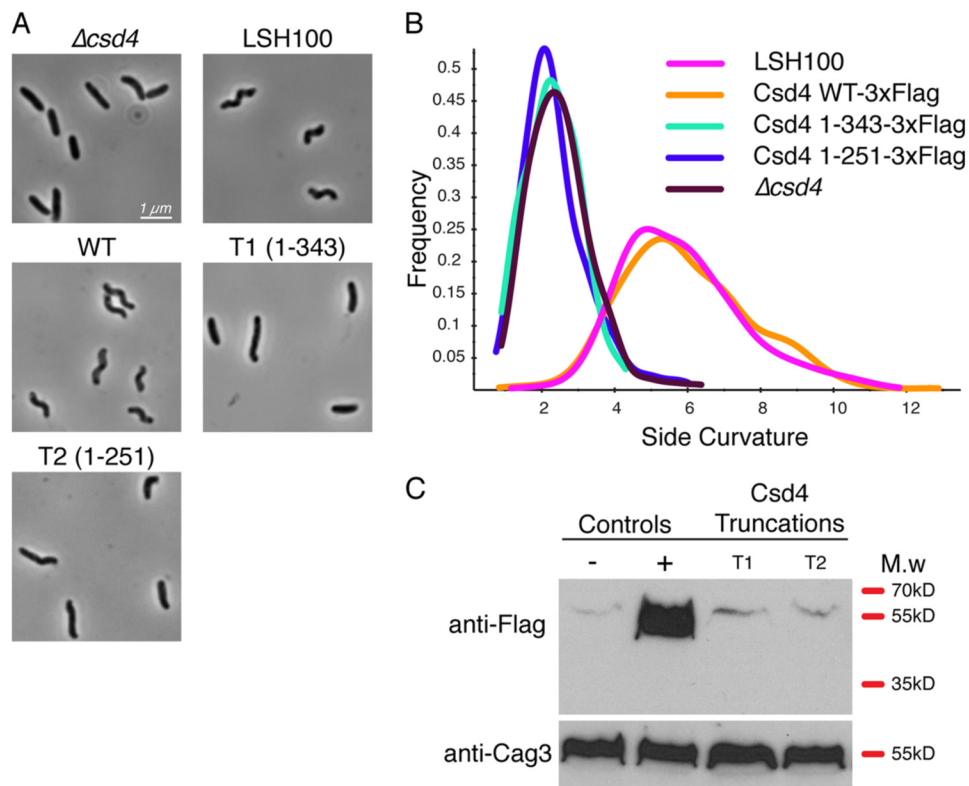 A
Δcsd4
LSH100
1 µm
WT
T1 (1-343)
T2 (1-251)
B
LSH100
Csd4 WT-3xFlag
Csd4 1-343-3xFlag
Csd4 1-251-3xFlag
Δcsd4
Frequency
0.5
0.45
0.4
0.35
0.3
0.25
0.2
0.15
0.1
0.05
2 4 6 8 10 12
Side Curvature
C
Controls
Csd4
Truncations
- + T1 T2 M.w
anti-Flag
70kD
55kD
35kD
anti-Cag3
55kD